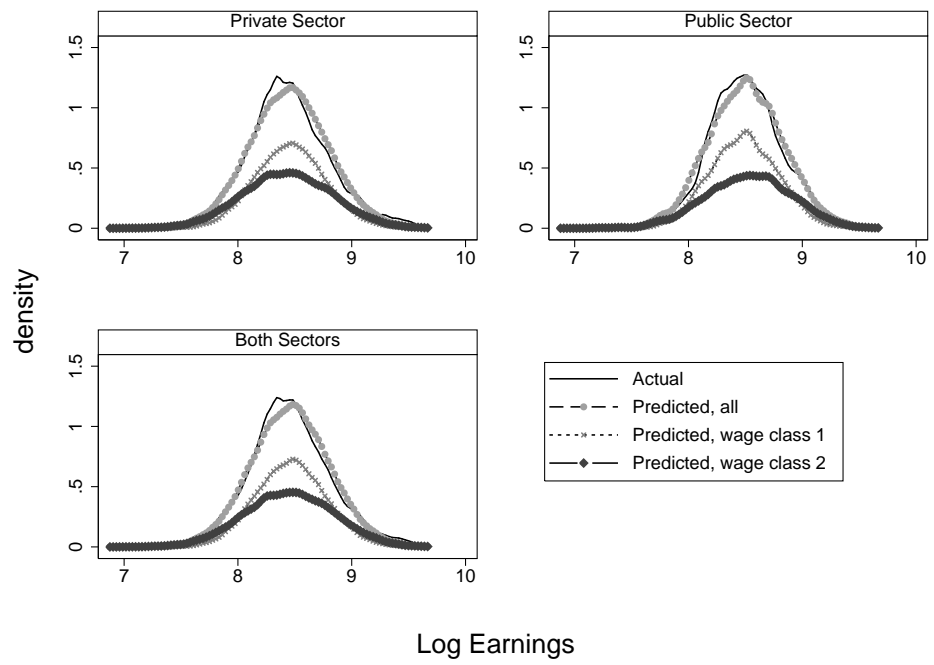 Private Sector
Public Sector
1.5
1
.5
0
7 8 9 10
1.5
1
.5
0
7 8 9 10
density
Both Sectors
1.5
1
.5
0
7 8 9 10
Actual
Predicted, all
Predicted, wage class 1
Predicted, wage class 2
Log Earnings